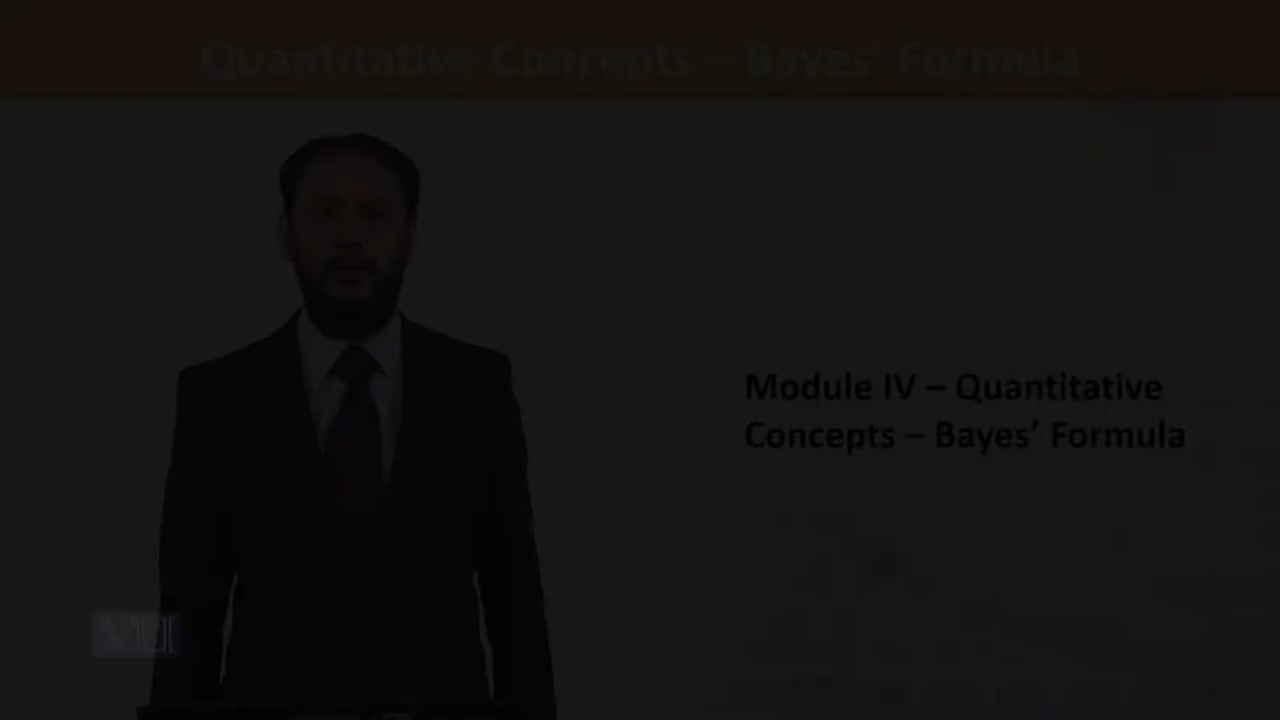 Quantitative Concepts – Bayes' Formula
Module IV – Quantitative
Concepts – Bayes' Formula